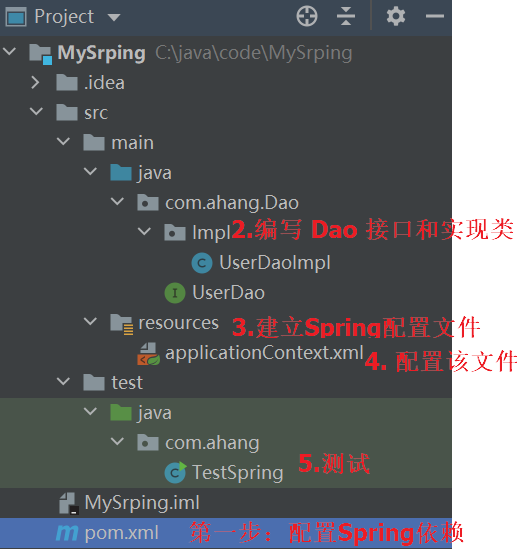 Project
MySrping C:\java\code\MySrping
.idea
src
main
java
com.ahang.Dao
Impl 2.编写 Dao 接口和实现类
UserDaoImpl
UserDao
resources 3.建立Spring配置文件
applicationContext.xml 4. 配置该文件
test
java
com.ahang
TestSpring 5.测试
MySrping.iml
pom.xml 第一步：配置Spring依赖